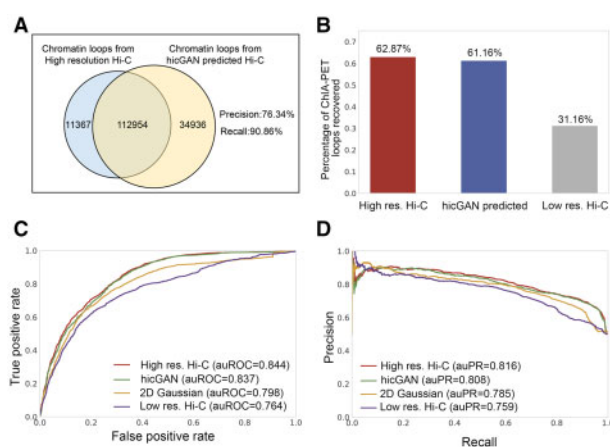 A
Chromatin loops from
High resolution Hi-C
Chromatin loops from
hicGAN predicted Hi-C
11367
112954
34936
Precision:76.34%
Recall:90.86%
B
Percentage of ChIA-PET
loops recovered
0.7
0.6
0.5
0.4
0.3
0.2
0.1
0.0
62.87%
61.16%
31.16%
High res. Hi-C
hicGAN predicted
Low res. Hi-C
C
True positive rate
1.0
0.8
0.6
0.4
0.2
0.0
High res. Hi-C (auROC=0.844)
hicGAN (auROC=0.837)
2D Gaussian (auROC=0.798)
Low res. Hi-C (auROC=0.764)
0.0 0.2 0.4 0.6 0.8 1.0
False positive rate
D
Precision
1.0
0.8
0.6
0.4
0.2
0.0
High res. Hi-C (auPR=0.816)
hicGAN (auPR=0.808)
2D Gaussian (auPR=0.785)
Low res. Hi-C (auPR=0.759)
0.0 0.2 0.4 0.6 0.8 1.0
Recall